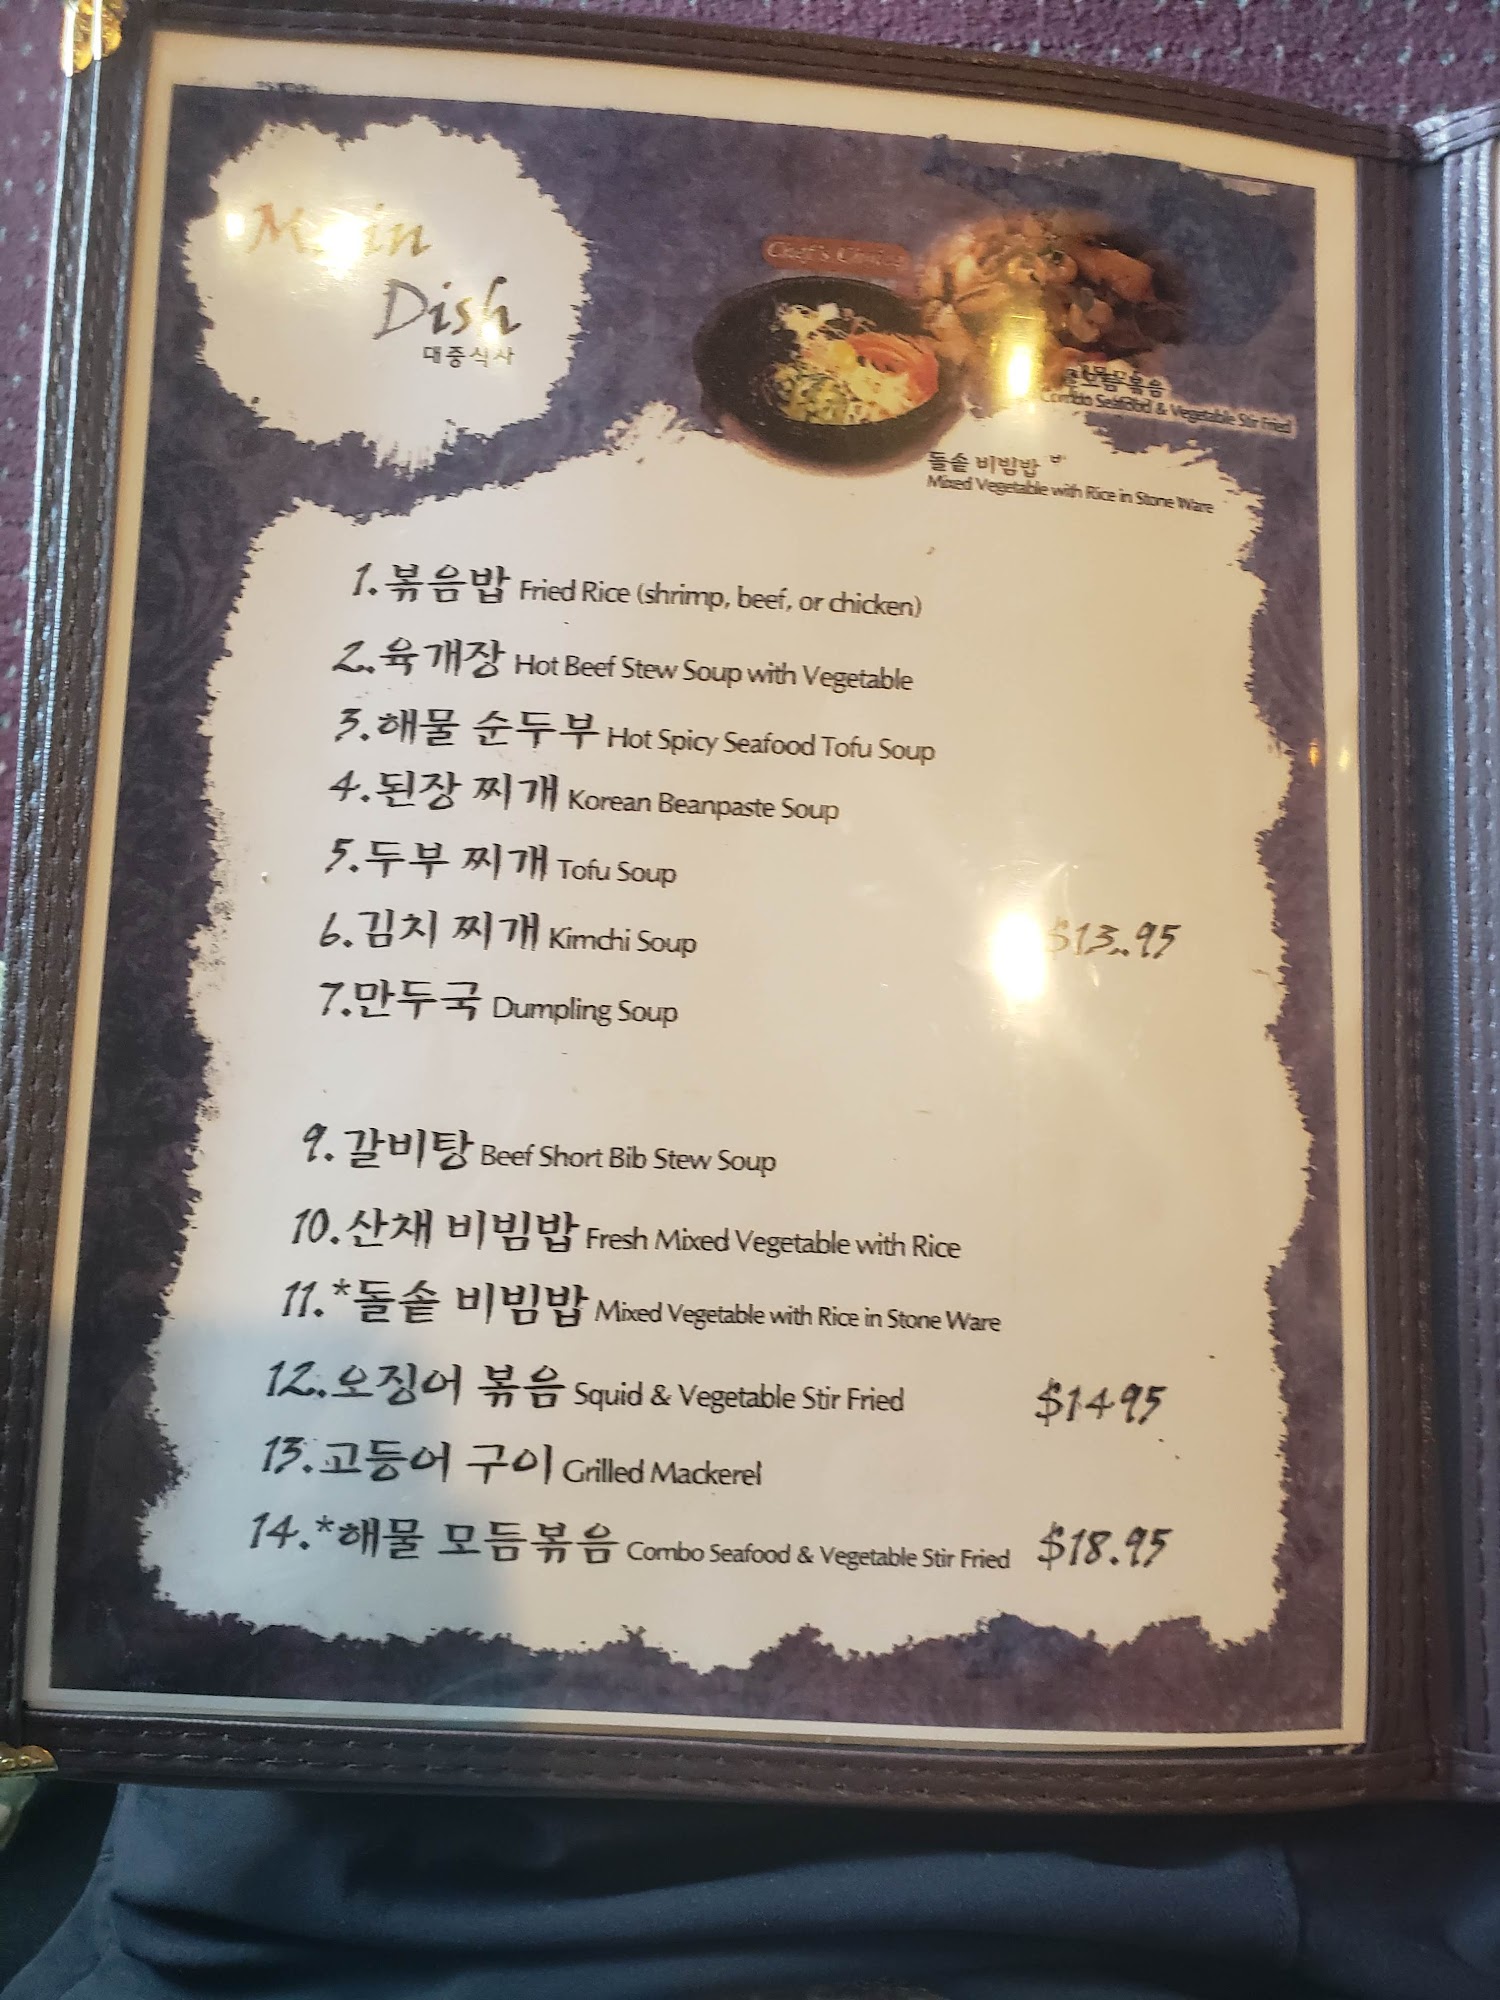 Main
Dish
대중식사
Chef's Choice
모듬볶음
Combo Seafood & Vegetable Stir Fried
돌솥 비빔밥
Mixed Vegetable with Rice in Stone Ware
1. 볶음밥 Fried Rice (shrimp, beef, or chicken)
2. 육개장 Hot Beef Stew Soup with Vegetable
3. 해물 순두부 Hot Spicy Seafood Tofu Soup
4. 된장 찌개 Korean Beanpaste Soup
5. 두부 찌개 Tofu Soup
6. 김치 찌개 Kimchi Soup $13.95
7. 만두국 Dumpling Soup
9. 갈비탕 Beef Short Bib Stew Soup
10. 산채 비빔밥 Fresh Mixed Vegetable with Rice
11. *돌솥 비빔밥 Mixed Vegetable with Rice in Stone Ware
12. 오징어 볶음 Squid & Vegetable Stir Fried $14.95
13. 고등어 구이 Grilled Mackerel
14. *해물 모듬볶음 Combo Seafood & Vegetable Stir Fried $18.95